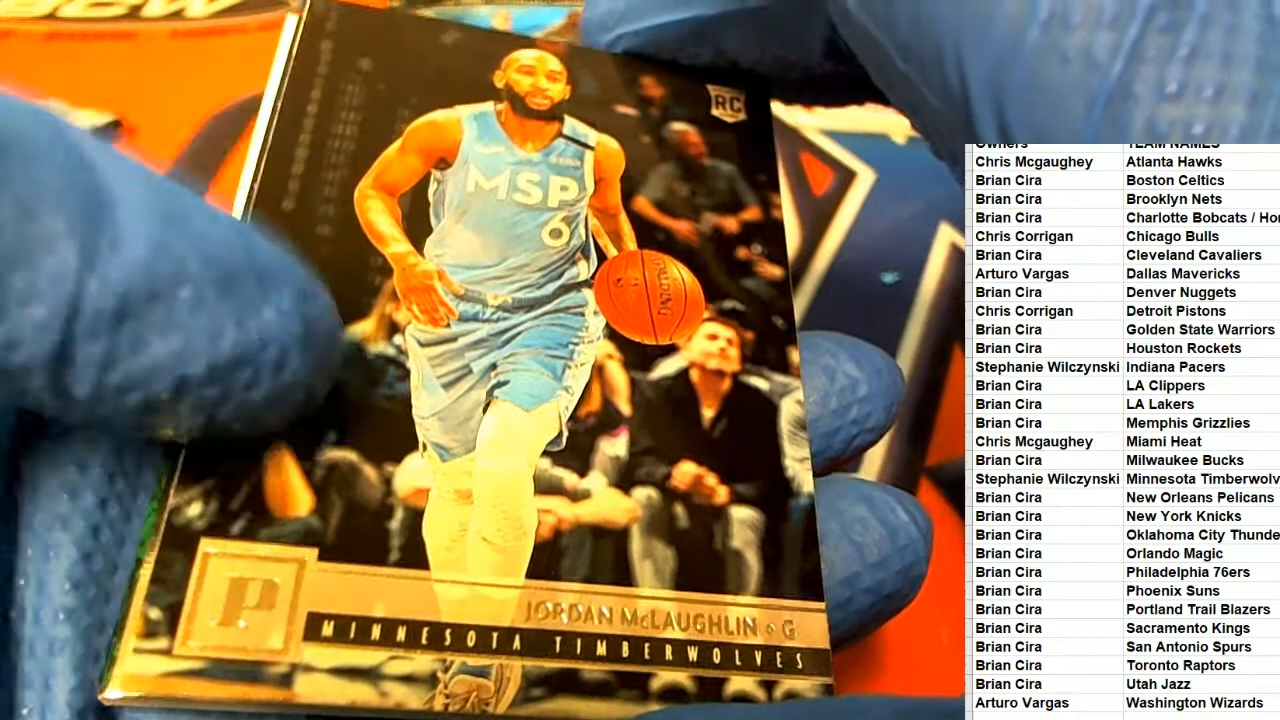 RC
MSP
6
SPALDING
P
JORDAN McLAUGHLIN • G
MINNESOTA TIMBERWOLVES
Owners TEAM NAMES
Chris Mcgaughey Atlanta Hawks
Brian Cira Boston Celtics
Brian Cira Brooklyn Nets
Brian Cira Charlotte Bobcats / Ho
Chris Corrigan Chicago Bulls
Brian Cira Cleveland Cavaliers
Arturo Vargas Dallas Mavericks
Brian Cira Denver Nuggets
Chris Corrigan Detroit Pistons
Brian Cira Golden State Warriors
Brian Cira Houston Rockets
Stephanie Wilczynski Indiana Pacers
Brian Cira LA Clippers
Brian Cira LA Lakers
Brian Cira Memphis Grizzlies
Chris Mcgaughey Miami Heat
Brian Cira Milwaukee Bucks
Stephanie Wilczynski Minnesota Timberwolv
Brian Cira New Orleans Pelicans
Brian Cira New York Knicks
Brian Cira Oklahoma City Thunde
Brian Cira Orlando Magic
Brian Cira Philadelphia 76ers
Brian Cira Phoenix Suns
Brian Cira Portland Trail Blazers
Brian Cira Sacramento Kings
Brian Cira San Antonio Spurs
Brian Cira Toronto Raptors
Brian Cira Utah Jazz
Arturo Vargas Washington Wizards